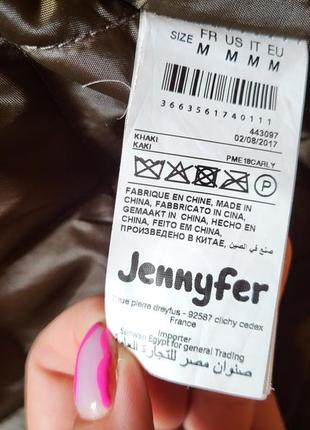 SIZE FR US IT EU
M M M M
3663561740111
443097
KHAKI 02/08/2017
KAKI
PME18CARLY
P
FABRIQUE EN CHINE, MADE IN
CHINA, FABBRICATO IN CINA,
GEMAAKT IN CHINA, HECHO EN
CHINA, FEITO EM CHINA,
ПРОИЗВЕДЕНО В КИТАЕ, صنع في الصين
Jennyfer
rue pierre dreyfus - 92587 clichy cedex
France
Importer
Senwan Egypt for general Trading
صنوان مصر للتجارة العامة